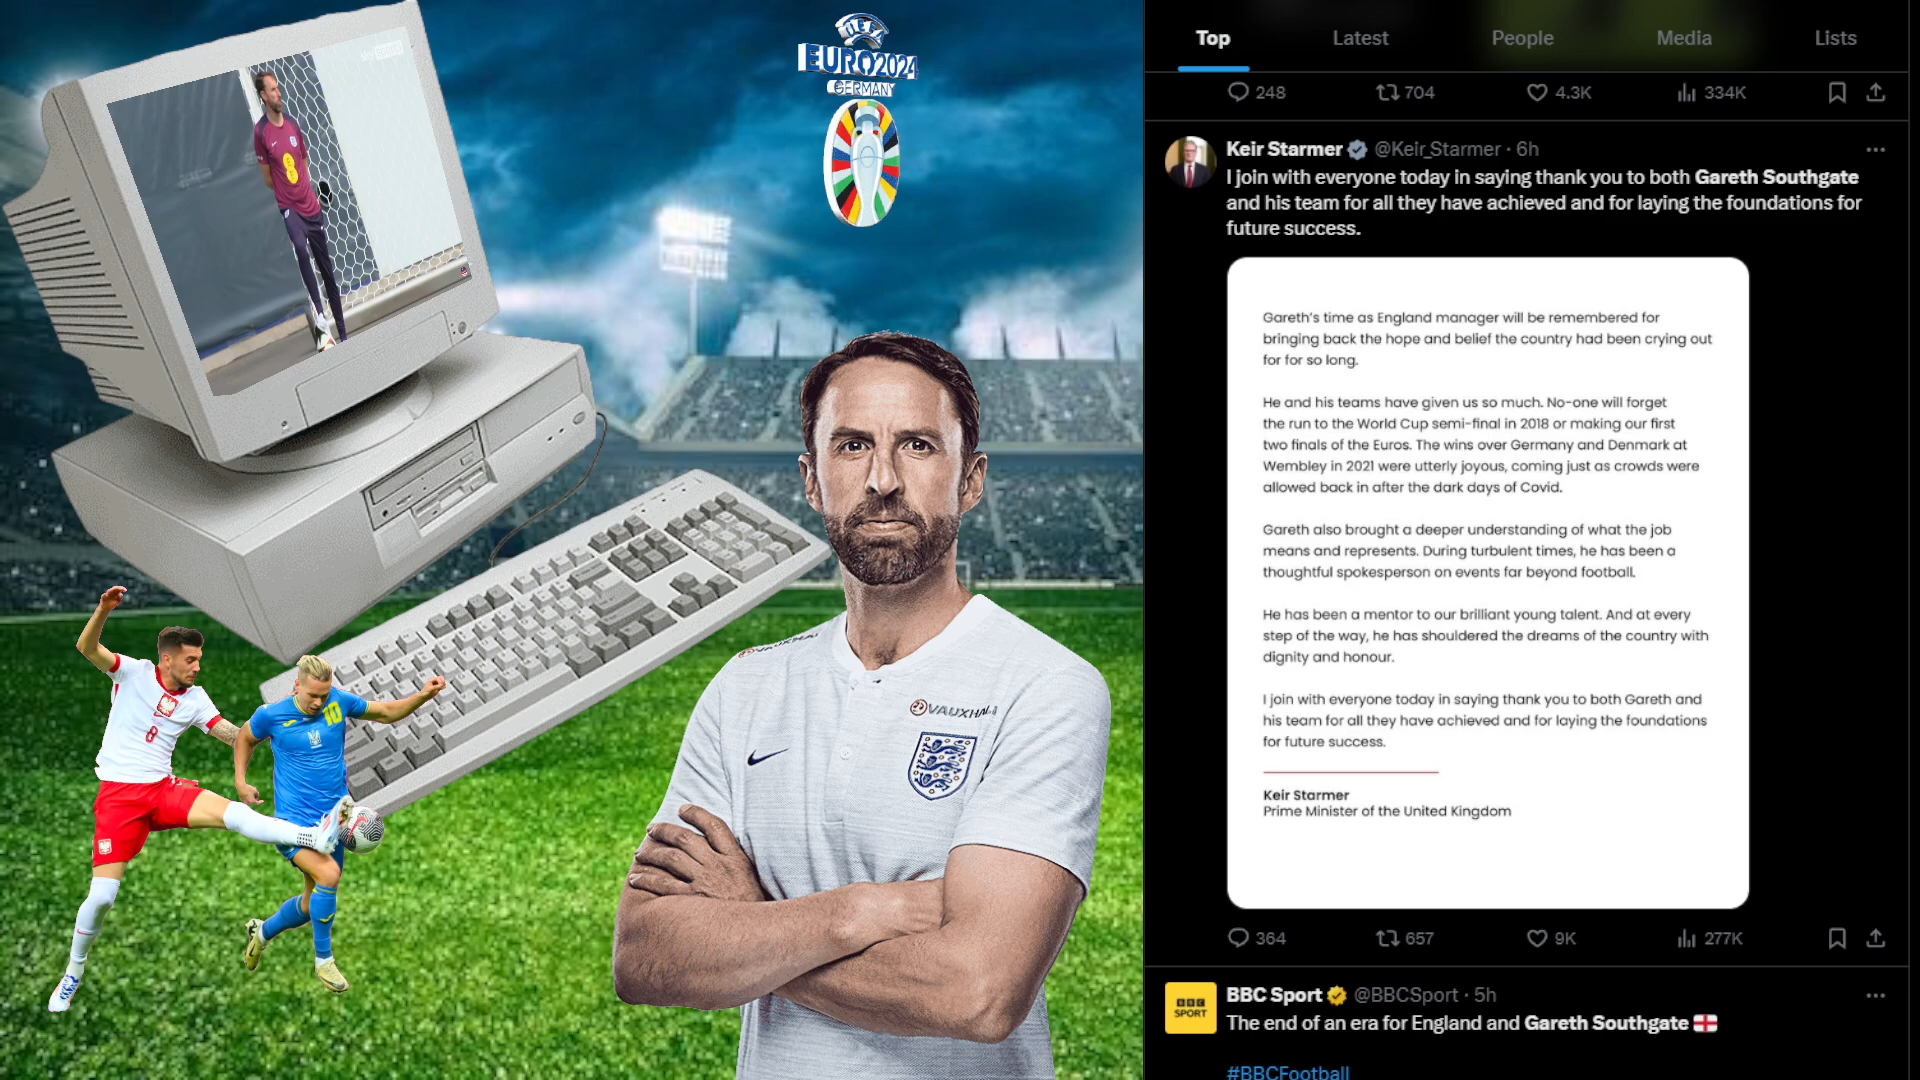 UEFA
EURO2024
GERMANY
VAUXHALL
10
8
Top
Latest
People
Media
Lists
248
704
4.3K
334K
Keir Starmer @Keir_Starmer · 6h
I join with everyone today in saying thank you to both Gareth Southgate
and his team for all they have achieved and for laying the foundations for
future success.
Gareth's time as England manager will be remembered for
bringing back the hope and belief the country had been crying out
for for so long.
He and his teams have given us so much. No-one will forget
the run to the World Cup semi-final in 2018 or making our first
two finals of the Euros. The wins over Germany and Denmark at
Wembley in 2021 were utterly joyous, coming just as crowds were
allowed back in after the dark days of Covid.
Gareth also brought a deeper understanding of what the job
means and represents. During turbulent times, he has been a
thoughtful spokesperson on events far beyond football.
He has been a mentor to our brilliant young talent. And at every
step of the way, he has shouldered the dreams of the country with
dignity and honour.
I join with everyone today in saying thank you to both Gareth and
his team for all they have achieved and for laying the foundations
for future success.
Keir Starmer
Prime Minister of the United Kingdom
364
657
9K
277K
BBC
SPORT
BBC Sport @BBCSport · 5h
The end of an era for England and Gareth Southgate
#BBCFootball